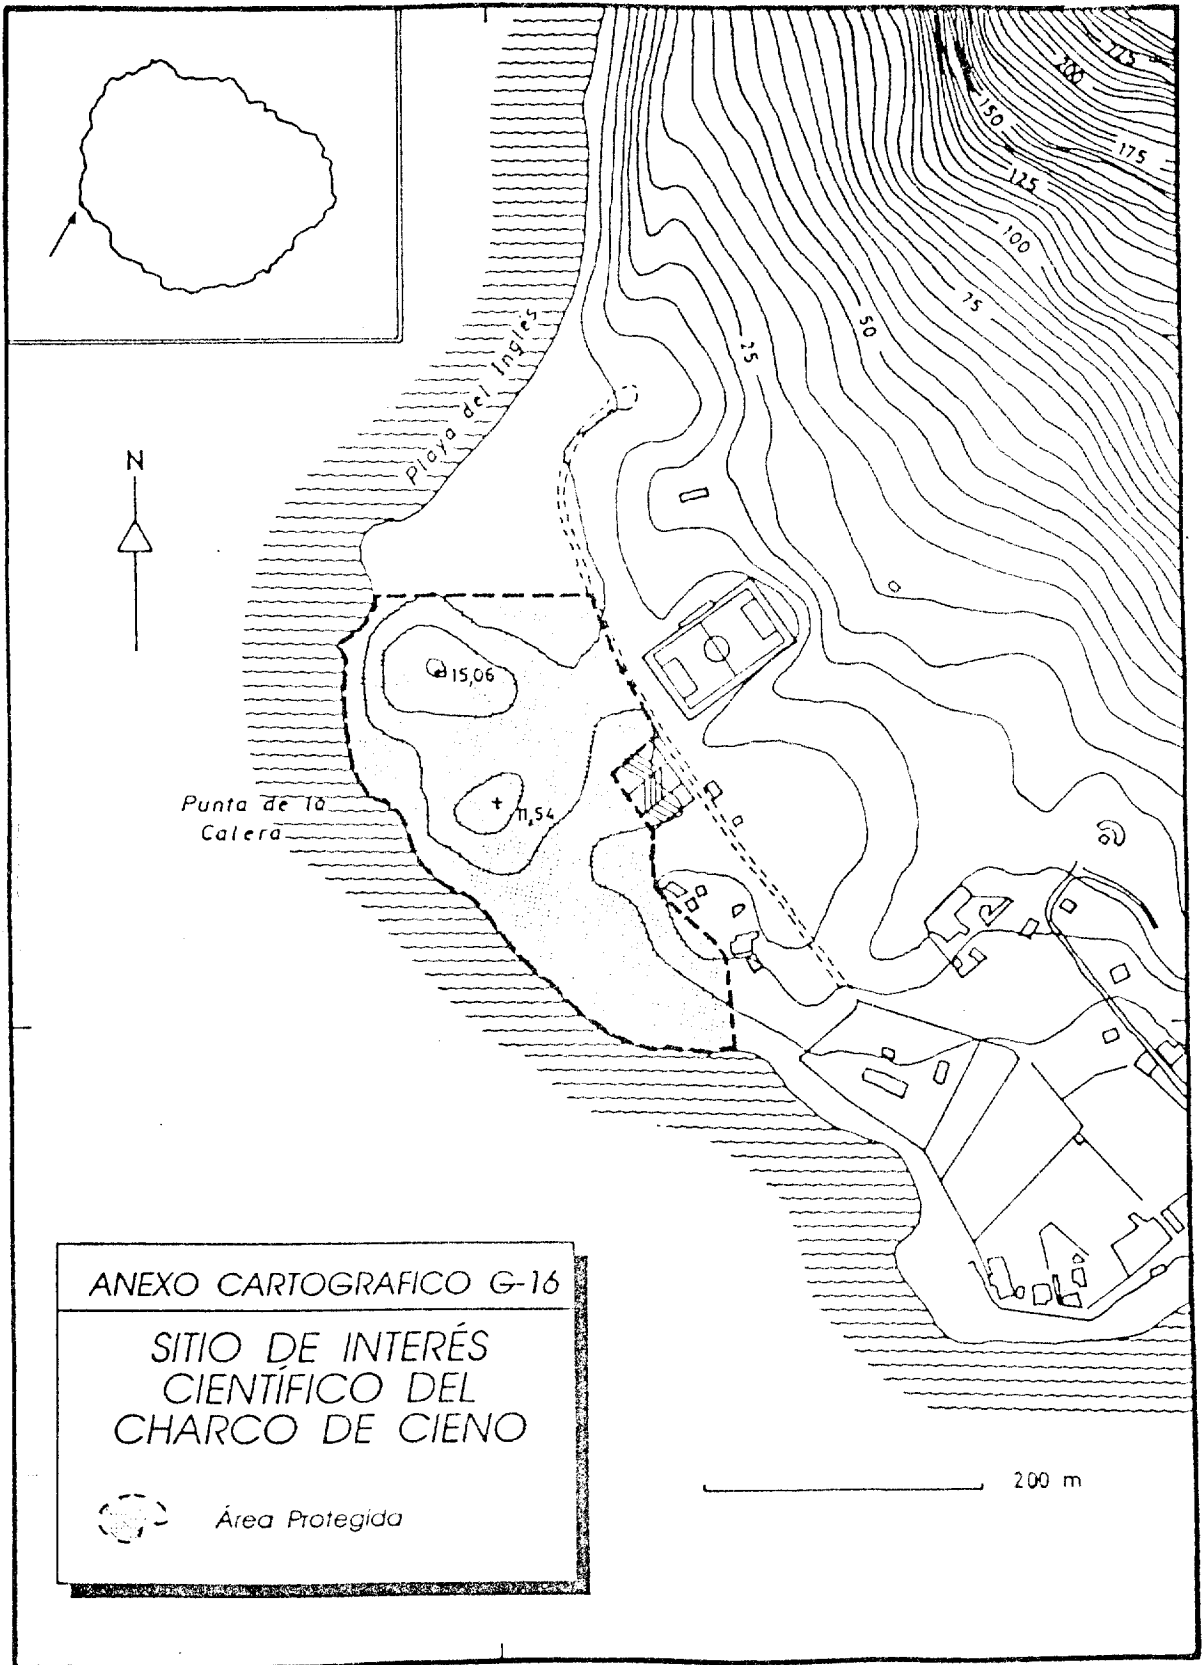 225
200
150
175
125
100
75
50
25
Playa del Inglés
N
15,06
11,54
Punta de la
Calera
ANEXO CARTOGRAFICO G-16
SITIO DE INTERÉS
CIENTÍFICO DEL
CHARCO DE CIENO
Área Protegida
200 m